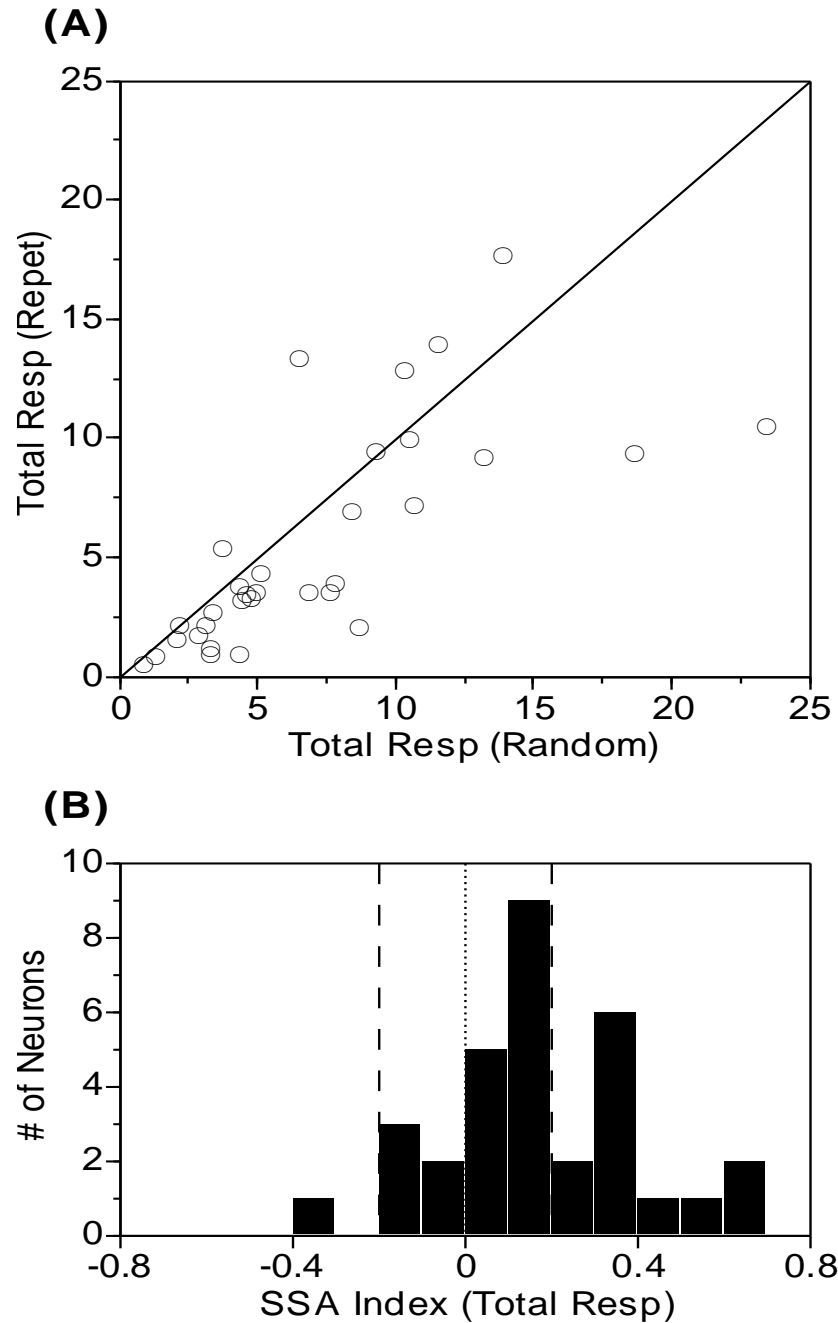 (A)
25
20
15
10
5
0
Total Resp (Repet)
0 5 10 15 20 25
Total Resp (Random)
(B)
10
8
6
4
2
0
# of Neurons
-0.8 -0.4 0 0.4 0.8
SSA Index (Total Resp)